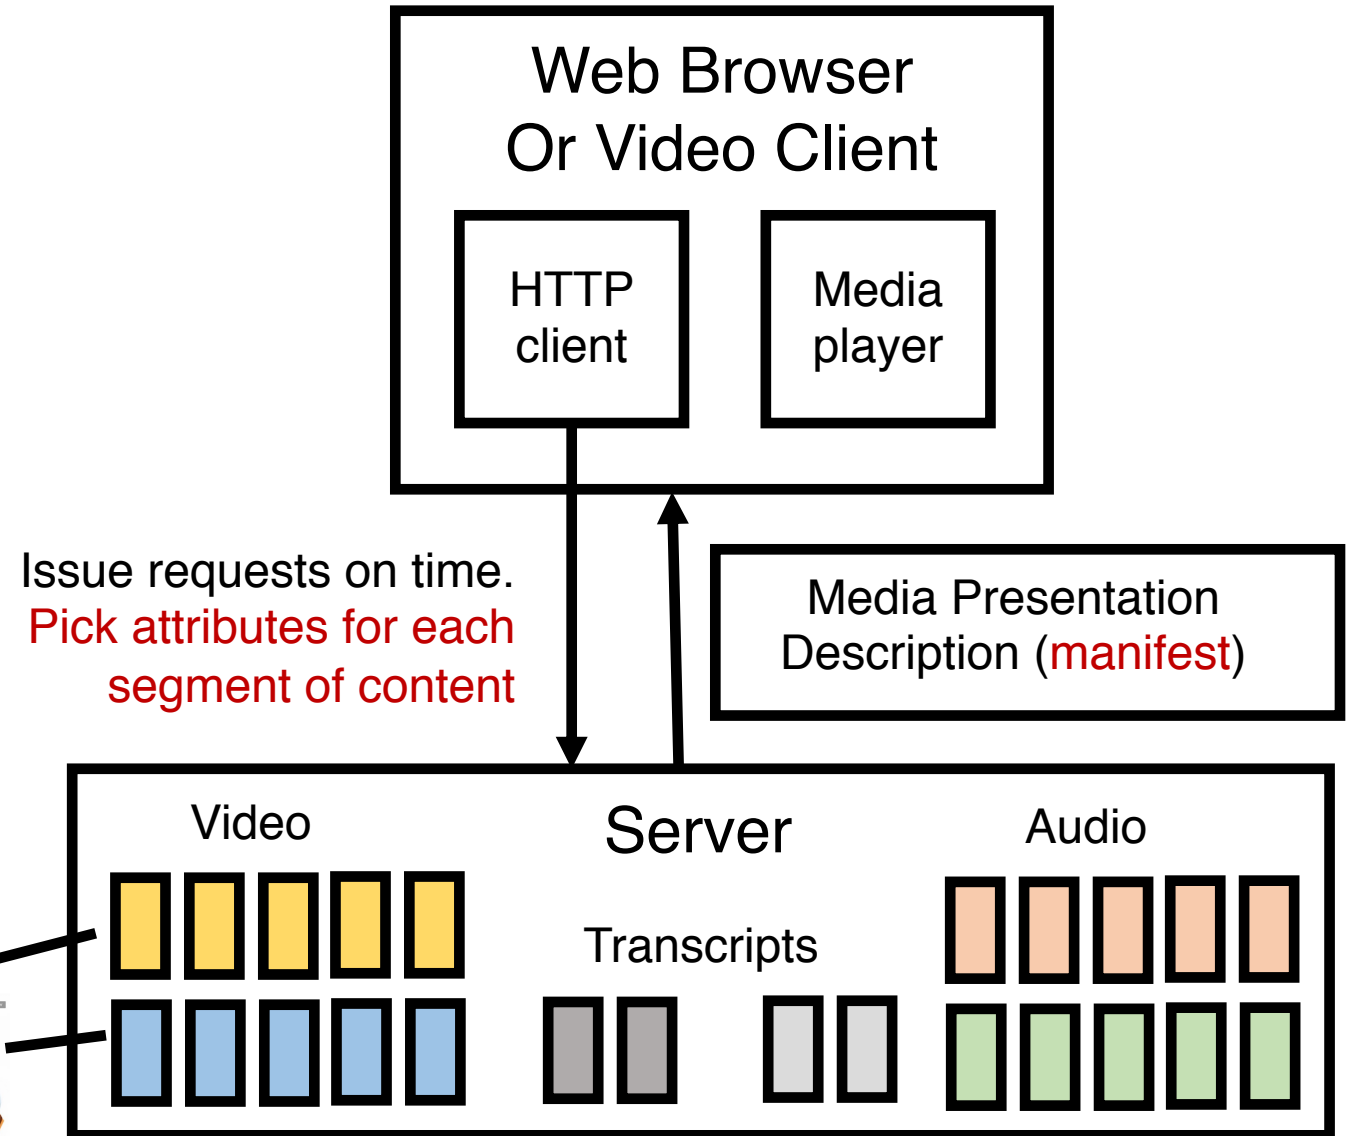 Web Browser
Or Video Client
HTTP
client
Media
player
Issue requests on time.
Pick attributes for each
segment of content
Media Presentation
Description (manifest)
Video
Server
Audio
Transcripts